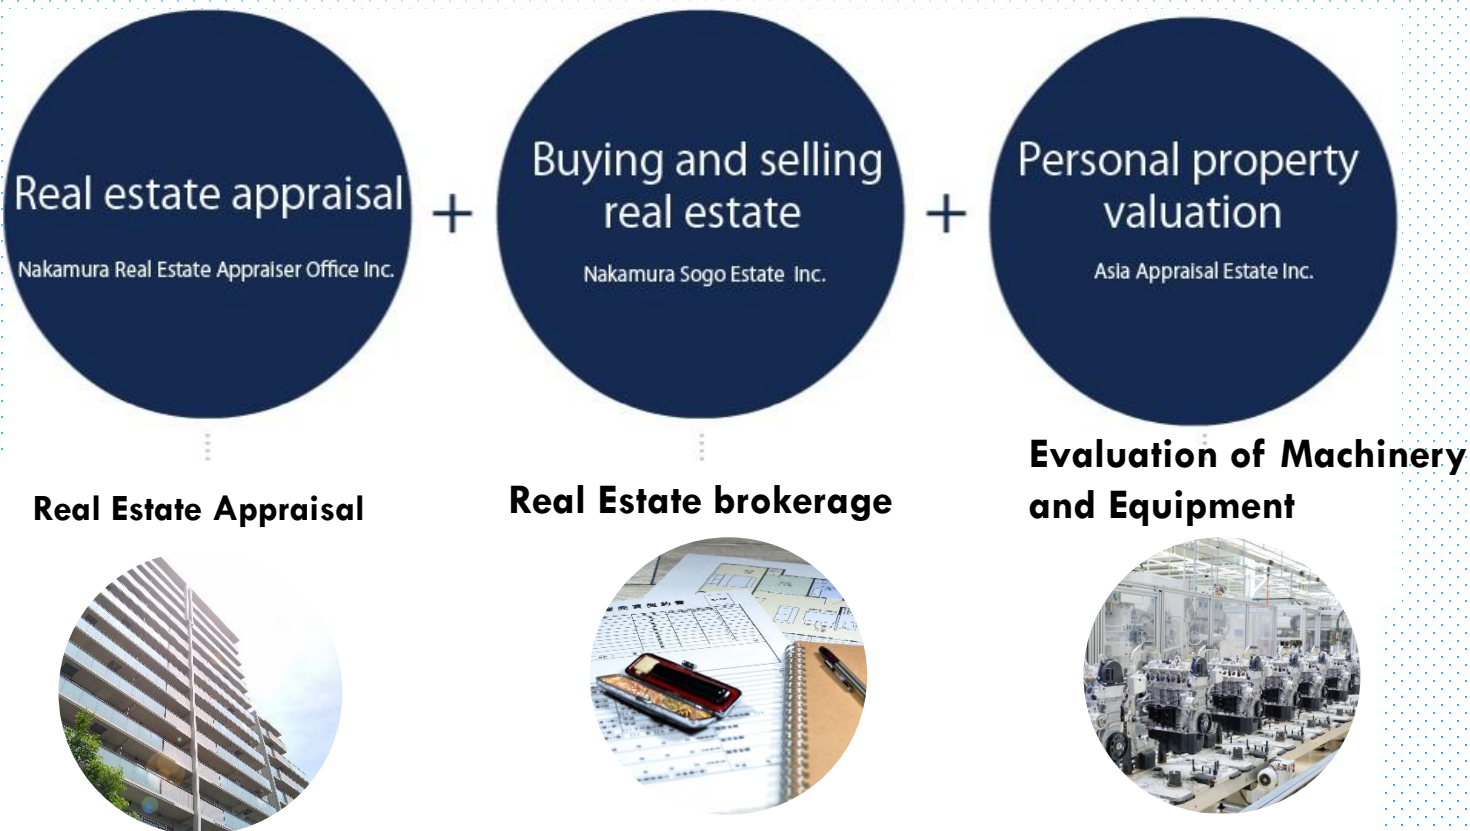 Real estate appraisal
Nakamura Real Estate Appraiser Office Inc.
+
Buying and selling
real estate
Nakamura Sogo Estate Inc.
+
Personal property
valuation
Asia Appraisal Estate Inc.
Real Estate Appraisal
Real Estate brokerage
Evaluation of Machinery
and Equipment